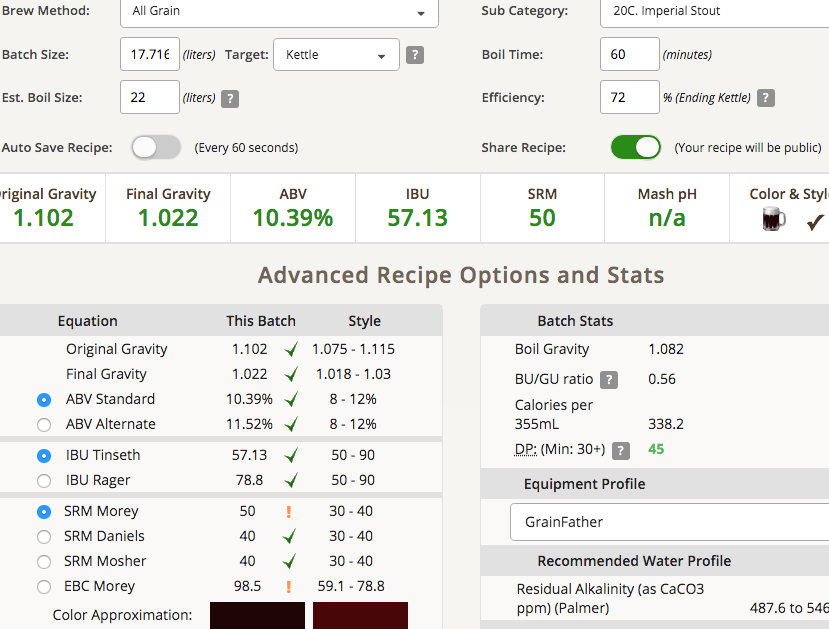 Brew Method: All Grain
Sub Category: 20C. Imperial Stout
Batch Size: 17.716 (liters) Target: Kettle ?
Boil Time: 60 (minutes)
Est. Boil Size: 22 (liters) ?
Efficiency: 72 % (Ending Kettle) ?
Auto Save Recipe: (Every 60 seconds)
Share Recipe: (Your recipe will be public)
riginal Gravity Final Gravity ABV IBU SRM Mash pH Color & Style
1.102 1.022 10.39% 57.13 50 n/a
Advanced Recipe Options and Stats
Equation This Batch Style
Original Gravity 1.102 1.075 - 1.115
Final Gravity 1.022 1.018 - 1.03
ABV Standard 10.39% 8 - 12%
ABV Alternate 11.52% 8 - 12%
IBU Tinseth 57.13 50 - 90
IBU Rager 78.8 50 - 90
SRM Morey 50 ! 30 - 40
SRM Daniels 40 30 - 40
SRM Mosher 40 30 - 40
EBC Morey 98.5 ! 59.1 - 78.8
Color Approximation:
Batch Stats
Boil Gravity 1.082
BU/GU ratio ? 0.56
Calories per
355mL 338.2
DP: (Min: 30+) ? 45
Equipment Profile
GrainFather
Recommended Water Profile
Residual Alkalinity (as CaCO3
ppm) (Palmer) 487.6 to 546